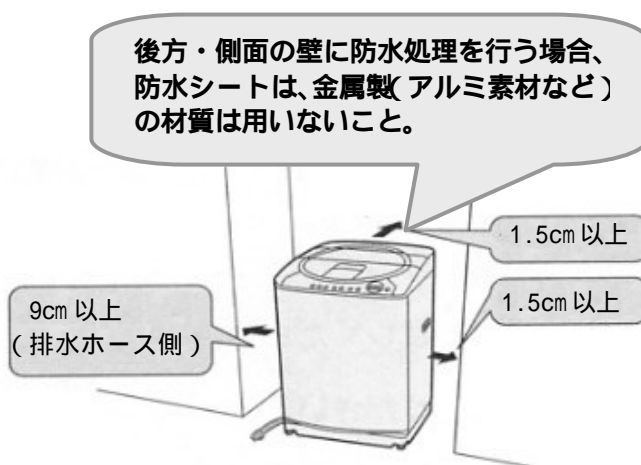 後方・側面の壁に防水処理を行う場合、
防水シートは、金属製(アルミ素材など)
の材質は用いないこと。
1.5cm 以上
9cm 以上
(排水ホース側)
1.5cm 以上